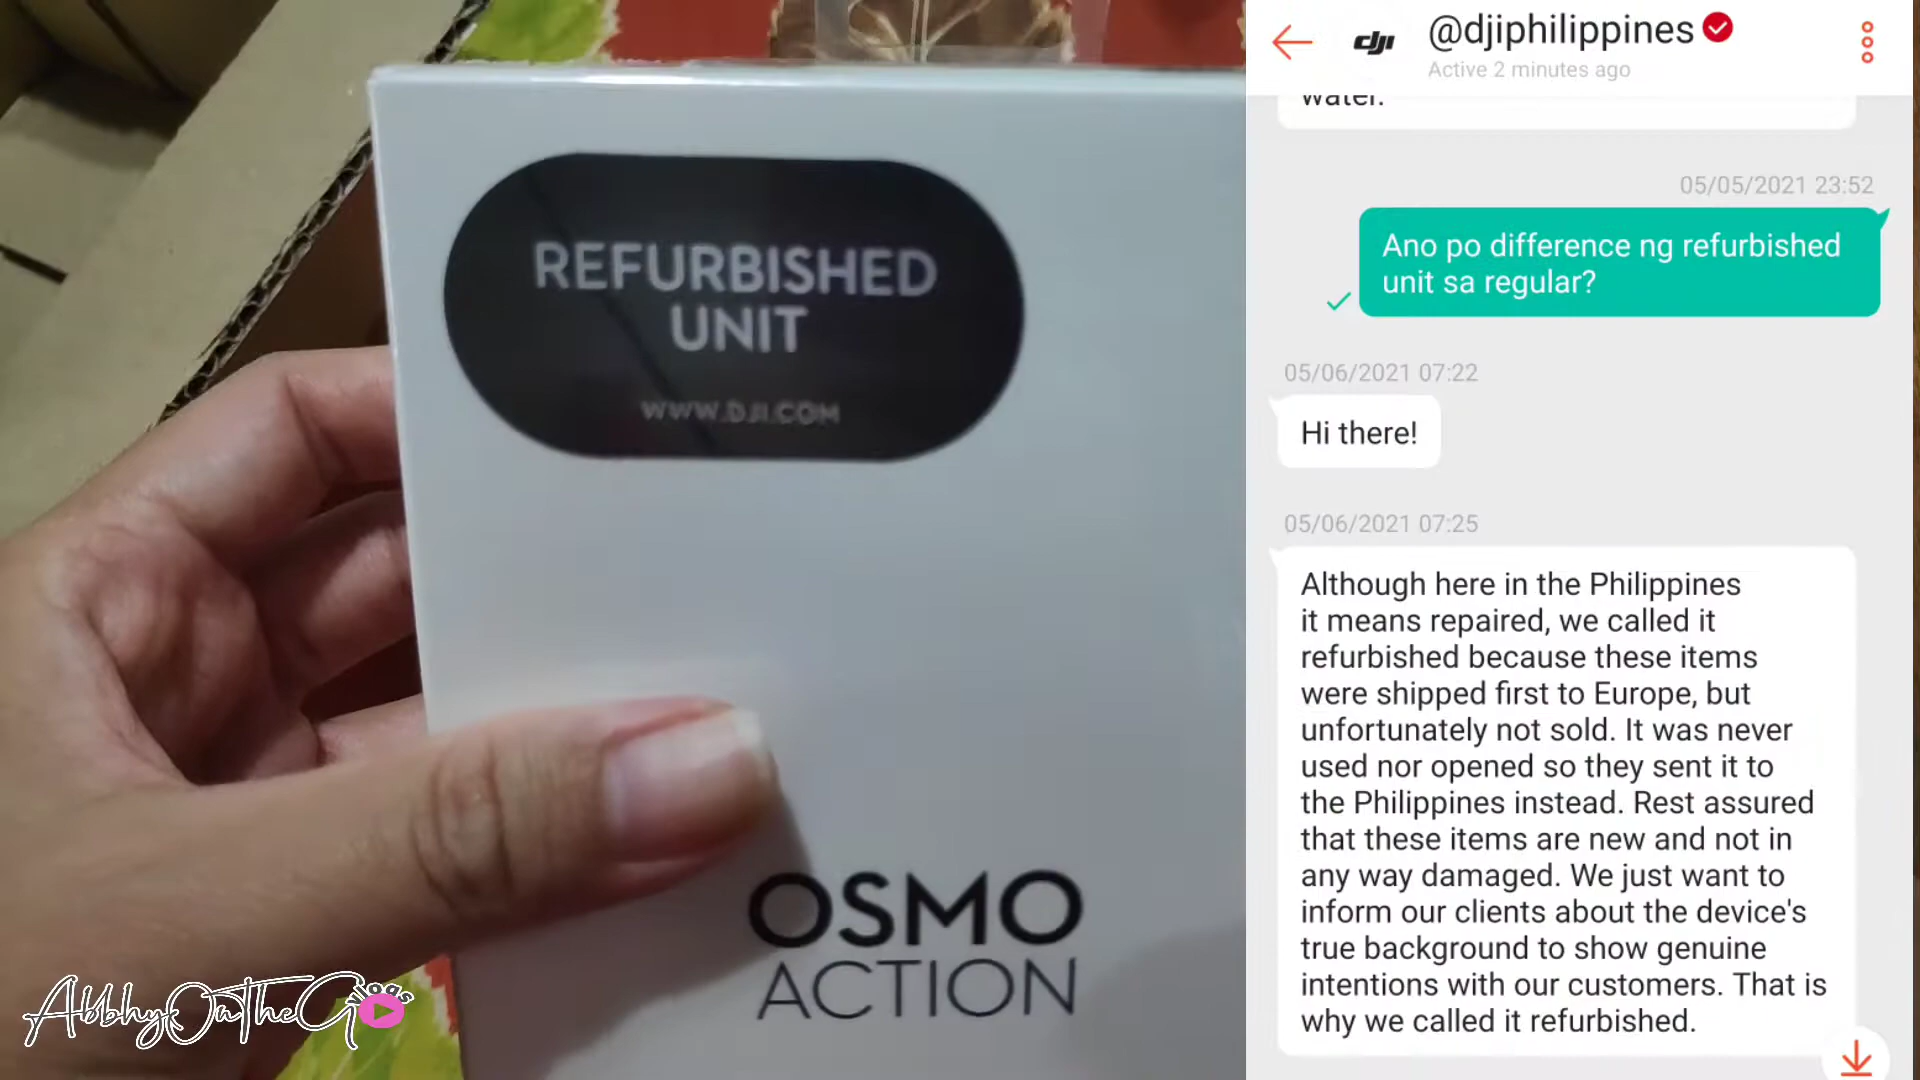 REFURBISHED
UNIT
WWW.DJI.COM
OSMO
ACTION
AbbhyOnTheGo
Vlogs
dji
@djiphilippines
Active 2 minutes ago
water.
05/05/2021 23:52
Ano po difference ng refurbished
unit sa regular?
05/06/2021 07:22
Hi there!
05/06/2021 07:25
Although here in the Philippines
it means repaired, we called it
refurbished because these items
were shipped first to Europe, but
unfortunately not sold. It was never
used nor opened so they sent it to
the Philippines instead. Rest assured
that these items are new and not in
any way damaged. We just want to
inform our clients about the device's
true background to show genuine
intentions with our customers. That is
why we called it refurbished.